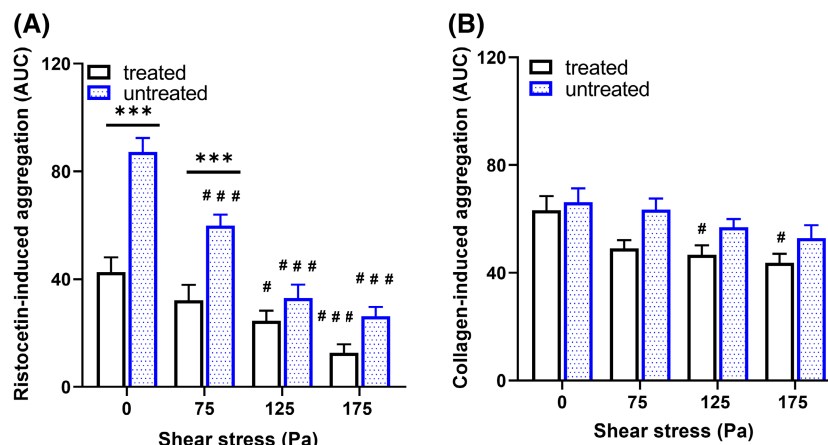 (A)
Ristocetin-induced aggregation (AUC)
120
80
40
0
treated
untreated
***
***
###
#
###
###
###
0 75 125 175
Shear stress (Pa)
(B)
Collagen-induced aggregation (AUC)
120
80
40
0
treated
untreated
#
#
0 75 125 175
Shear stress (Pa)